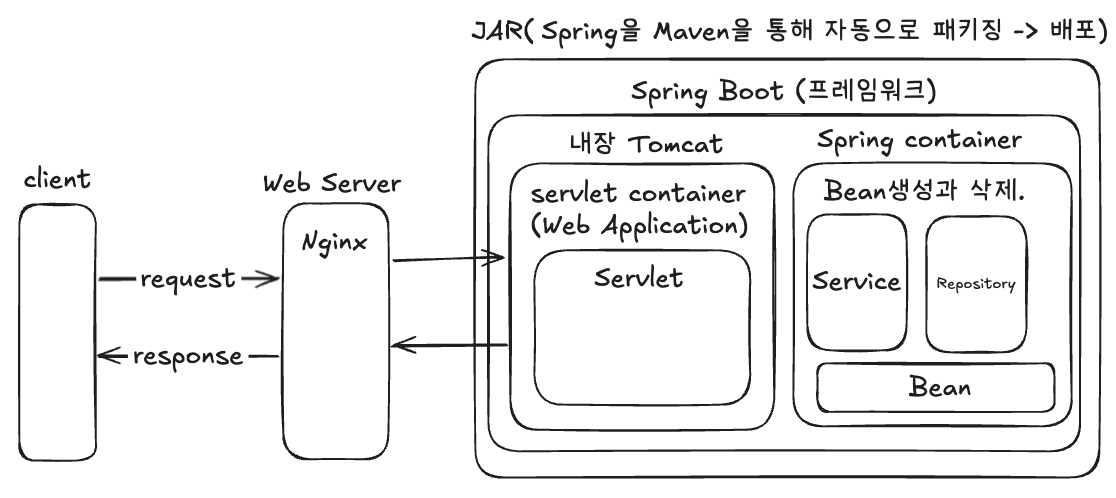 JAR( Spring을 Maven을 통해 자동으로 패키징 -> 배포)
Spring Boot (프레임워크)
내장 Tomcat
Spring container
client
Web Server
servlet container
(Web Application)
Bean생성과 삭제.
Nginx
Servlet
request
Service
Repository
response
Bean